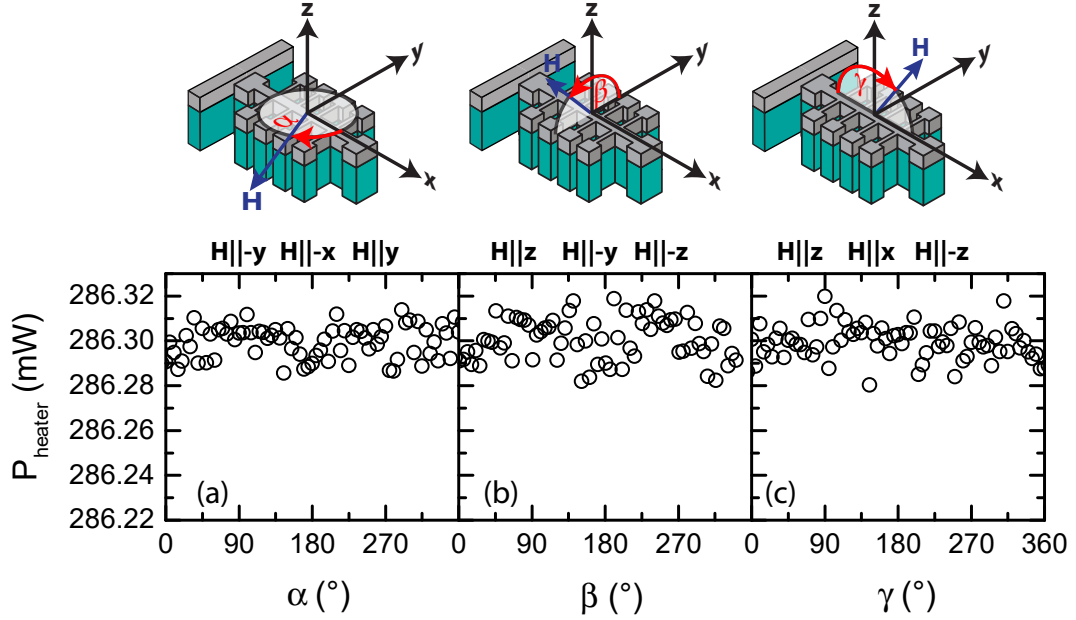 z z z
y y y
H H H
α β γ
x x x
H||-y H||-x H||y H||z H||-y H||-z H||z H||x H||-z
286.32
286.30
286.28
286.26
286.24
286.22
P_heater (mW)
(a) (b) (c)
0 90 180 270 0 90 180 270 0 90 180 270 360
α (°) β (°) γ (°)